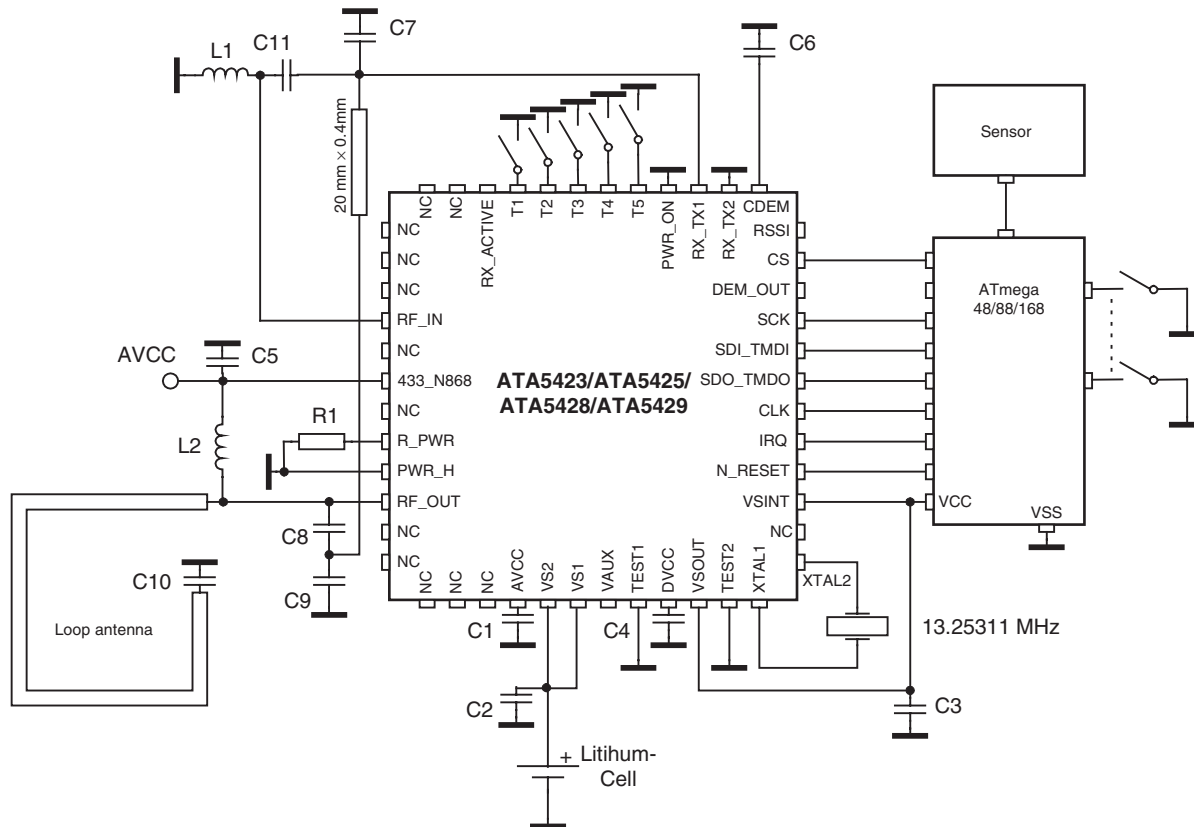 C7
C6
L1
C11
20 mm × 0.4mm
Sensor
NC
NC
RX_ACTIVE
T1
T2
T3
T4
T5
PWR_ON
RX_TX1
RX_TX2
CDEM
NC
NC
NC
RF_IN
NC
433_N868
NC
R_PWR
PWR_H
RF_OUT
NC
NC
RSSI
CS
DEM_OUT
SCK
SDI_TMDI
SDO_TMDO
CLK
IRQ
N_RESET
VSINT
NC
XTAL2
ATA5423/ATA5425/
ATA5428/ATA5429
ATmega
48/88/168
VCC
VSS
AVCC
C5
L2
R1
C8
C9
C10
Loop antenna
NC
NC
NC
AVCC
VS2
VS1
VAUX
TEST1
DVCC
VSOUT
TEST2
XTAL1
C1
C4
13.25311 MHz
C2
C3
+ Litihum-
Cell